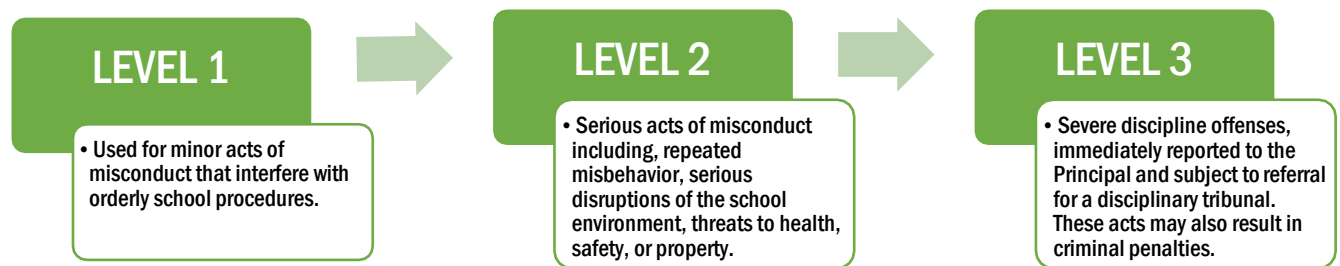 LEVEL 1
• Used for minor acts of
misconduct that interfere with
orderly school procedures.
LEVEL 2
• Serious acts of misconduct
including, repeated
misbehavior, serious
disruptions of the school
environment, threats to health,
safety, or property.
LEVEL 3
• Severe discipline offenses,
immediately reported to the
Principal and subject to referral
for a disciplinary tribunal.
These acts may also result in
criminal penalties.